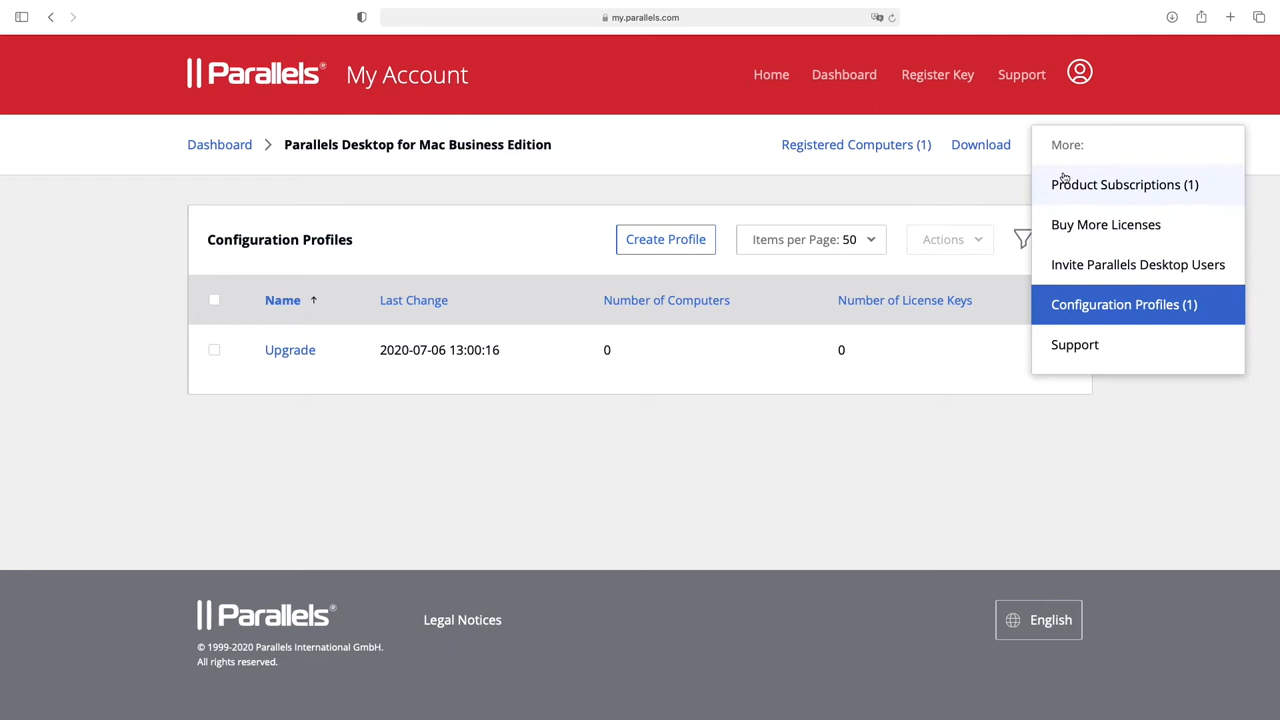 my.parallels.com
Parallels® My Account
Home Dashboard Register Key Support
Dashboard Parallels Desktop for Mac Business Edition
Registered Computers (1) Download
More:
Product Subscriptions (1)
Buy More Licenses
Invite Parallels Desktop Users
Configuration Profiles (1)
Support
Configuration Profiles
Create Profile
Items per Page: 50
Actions
Name ↑ Last Change Number of Computers Number of License Keys
Upgrade 2020-07-06 13:00:16 0 0
Parallels®
© 1999-2020 Parallels International GmbH.
All rights reserved.
Legal Notices
English